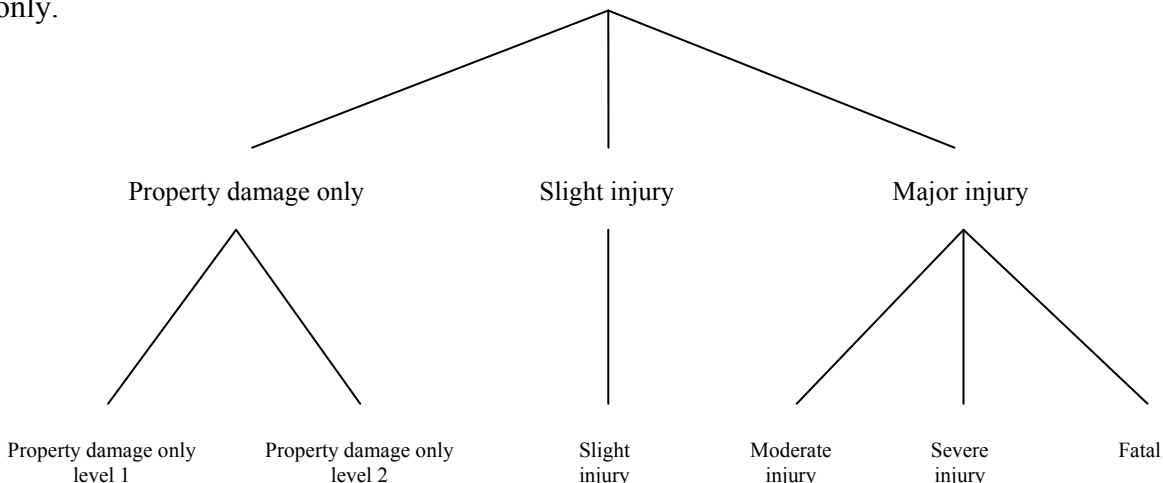 only.
Property damage only Slight injury Major injury
Property damage only Property damage only Slight Moderate Severe Fatal
level 1 level 2 injury injury injury